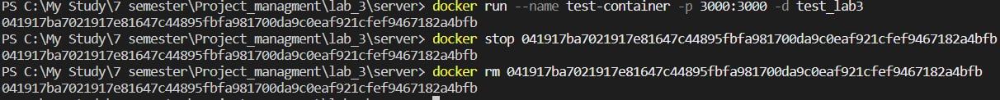 PS C:\My Study\7 semester\Project_managment\lab_3\server> docker run --name test-container -p 3000:3000 -d test_lab3
041917ba7021917e81647c44895fbfa981700da9c0eaf921cfef9467182a4bfb
PS C:\My Study\7 semester\Project_managment\lab_3\server> docker stop 041917ba7021917e81647c44895fbfa981700da9c0eaf921cfef9467182a4bfb
041917ba7021917e81647c44895fbfa981700da9c0eaf921cfef9467182a4bfb
PS C:\My Study\7 semester\Project_managment\lab_3\server> docker rm 041917ba7021917e81647c44895fbfa981700da9c0eaf921cfef9467182a4bfb
041917ba7021917e81647c44895fbfa981700da9c0eaf921cfef9467182a4bfb